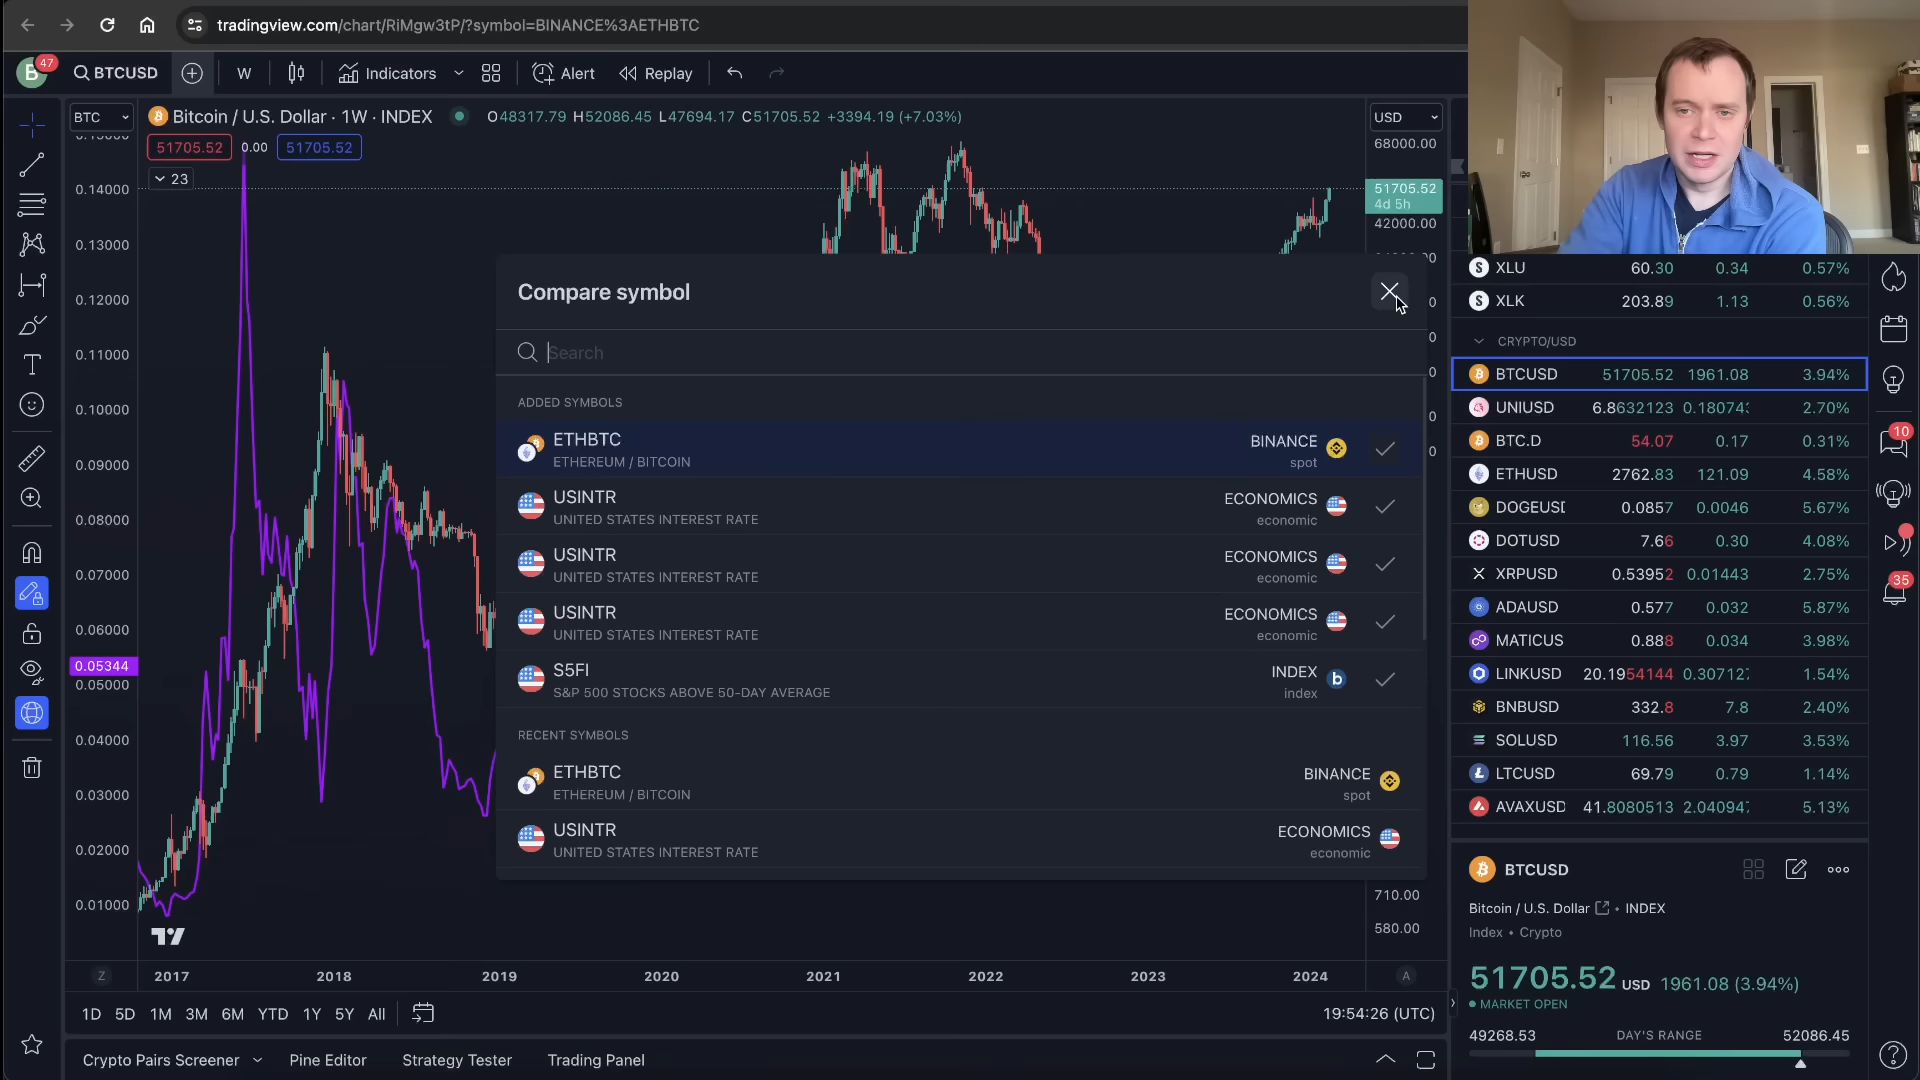 tradingview.com/chart/RiMgw3tP/?symbol=BINANCE%3AETHBTC
B 47 BTCUSD W Indicators Alert Replay
BTC Bitcoin / U.S. Dollar · 1W · INDEX O48317.79 H52086.45 L47694.17 C51705.52 +3394.19 (+7.03%) USD
51705.52 0.00 51705.52
23
68000.00
51705.52
4d 5h
42000.00
0.14000
0.13000
0.12000
0.11000
0.10000
0.09000
0.08000
0.07000
0.06000
0.05344
0.05000
0.04000
0.03000
0.02000
0.01000
Compare symbol
Search
ADDED SYMBOLS
ETHBTC BINANCE
ETHEREUM / BITCOIN spot
USINTR ECONOMICS
UNITED STATES INTEREST RATE economic
USINTR ECONOMICS
UNITED STATES INTEREST RATE economic
USINTR ECONOMICS
UNITED STATES INTEREST RATE economic
S5FI INDEX
S&P 500 STOCKS ABOVE 50-DAY AVERAGE index
RECENT SYMBOLS
ETHBTC BINANCE
ETHEREUM / BITCOIN spot
USINTR ECONOMICS
UNITED STATES INTEREST RATE economic
710.00
580.00
Z 2017 2018 2019 2020 2021 2022 2023 2024 A
1D 5D 1M 3M 6M YTD 1Y 5Y All 19:54:26 (UTC)
Crypto Pairs Screener Pine Editor Strategy Tester Trading Panel
XLU 60.30 0.34 0.57%
XLK 203.89 1.13 0.56%
CRYPTO/USD
BTCUSD 51705.52 1961.08 3.94%
UNIUSD 6.8632123 0.18074 2.70%
BTC.D 54.07 0.17 0.31%
ETHUSD 2762.83 121.09 4.58%
DOGEUSD 0.0857 0.0046 5.67%
DOTUSD 7.66 0.30 4.08%
XRPUSD 0.53952 0.01443 2.75%
ADAUSD 0.577 0.032 5.87%
MATICUS 0.888 0.034 3.98%
LINKUSD 20.1954144 0.30712 1.54%
BNBUSD 332.8 7.8 2.40%
SOLUSD 116.56 3.97 3.53%
LTCUSD 69.79 0.79 1.14%
AVAXUSD 41.8080513 2.04094 5.13%
10
35
BTCUSD
Bitcoin / U.S. Dollar • INDEX
Index • Crypto
51705.52 USD 1961.08 (3.94%)
MARKET OPEN
49268.53 DAY'S RANGE 52086.45